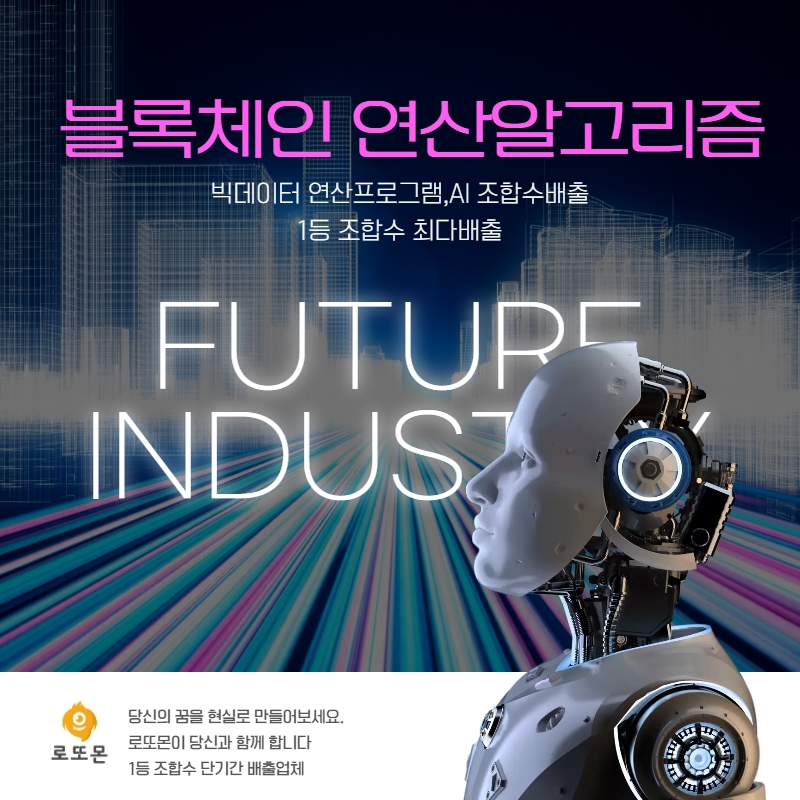 블록체인 연산알고리즘
빅데이터 연산프로그램,AI 조합수배출
1등 조합수 최다배출
FUTURE
INDUSTRY
당신의 꿈을 현실로 만들어보세요.
로또몬이 당신과 함께 합니다
1등 조합수 단기간 배출업체
로또몬